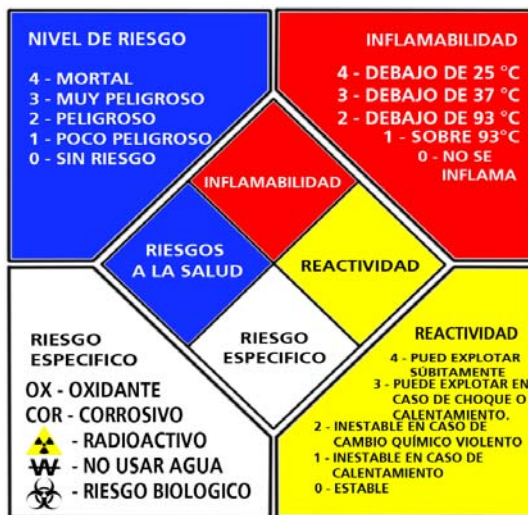 NIVEL DE RIESGO
4 - MORTAL
3 - MUY PELIGROSO
2 - PELIGROSO
1 - POCO PELIGROSO
0 - SIN RIESGO
INFLAMABILIDAD
4 - DEBAJO DE 25 °C
3 - DEBAJO DE 37 °C
2 - DEBAJO DE 93 °C
1 - SOBRE 93°C
0 - NO SE
INFLAMA
INFLAMABILIDAD
RIESGOS
A LA SALUD
REACTIVIDAD
RIESGO
ESPECIFICO
RIESGO
ESPECIFICO
OX - OXIDANTE
COR - CORROSIVO
- RADIOACTIVO
W - NO USAR AGUA
- RIESGO BIOLOGICO
REACTIVIDAD
4 - PUED EXPLOTAR
SÚBITAMENTE
3 - PUEDE EXPLOTAR EN
CASO DE CHOQUE O
CALENTAMIENTO.
2 - INESTABLE EN CASO DE
CAMBIO QUÍMICO VIOLENTO
1 - INESTABLE EN CASO DE
CALENTAMIENTO
0 - ESTABLE